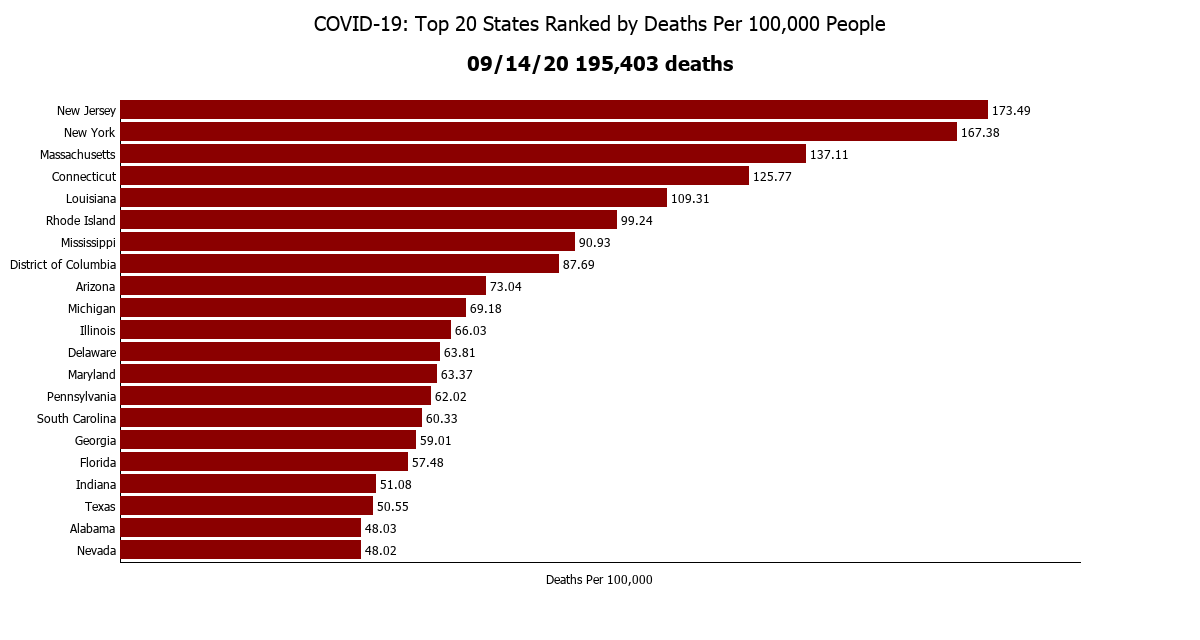 COVID-19: Top 20 States Ranked by Deaths Per 100,000 People
09/14/20 195,403 deaths
New Jersey 173.49
New York 167.38
Massachusetts 137.11
Connecticut 125.77
Louisiana 109.31
Rhode Island 99.24
Mississippi 90.93
District of Columbia 87.69
Arizona 73.04
Michigan 69.18
Illinois 66.03
Delaware 63.81
Maryland 63.37
Pennsylvania 62.02
South Carolina 60.33
Georgia 59.01
Florida 57.48
Indiana 51.08
Texas 50.55
Alabama 48.03
Nevada 48.02
Deaths Per 100,000